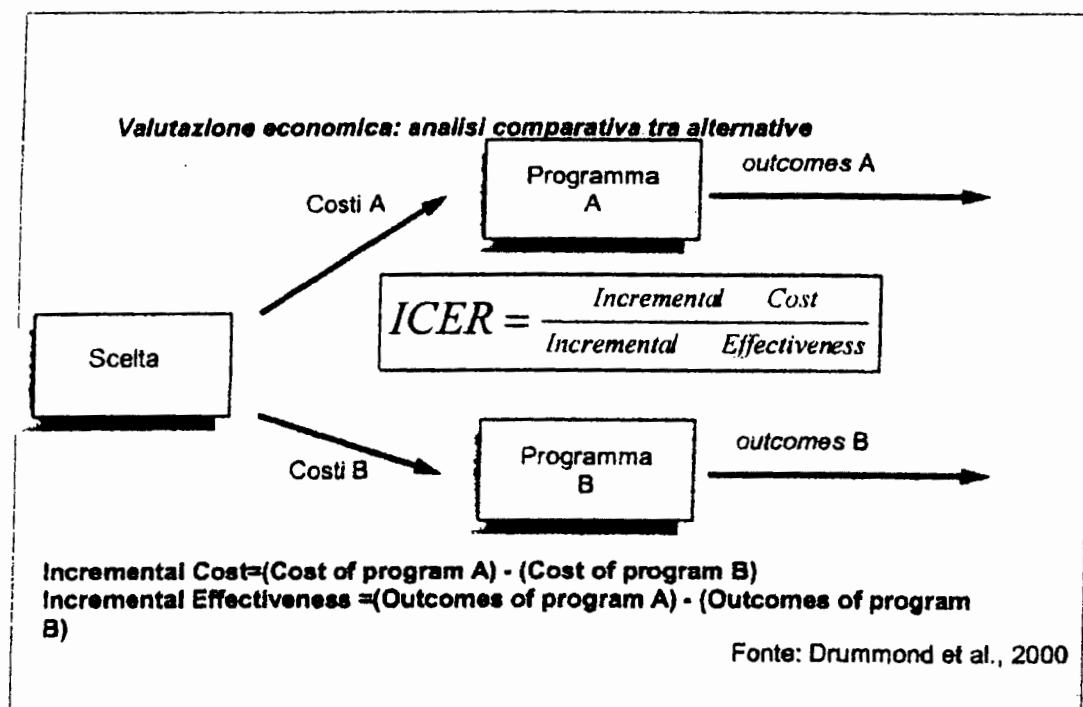 Valutazione economica: analisi comparativa tra alternative
Programma
A
outcomes A
Costi A
ICER = Incremental Cost
Incremental Effectiveness
Scelta
Costi B
Programma
B
outcomes B
Incremental Cost=(Cost of program A) - (Cost of program B)
Incremental Effectiveness =(Outcomes of program A) - (Outcomes of program
B)
Fonte: Drummond et al., 2000